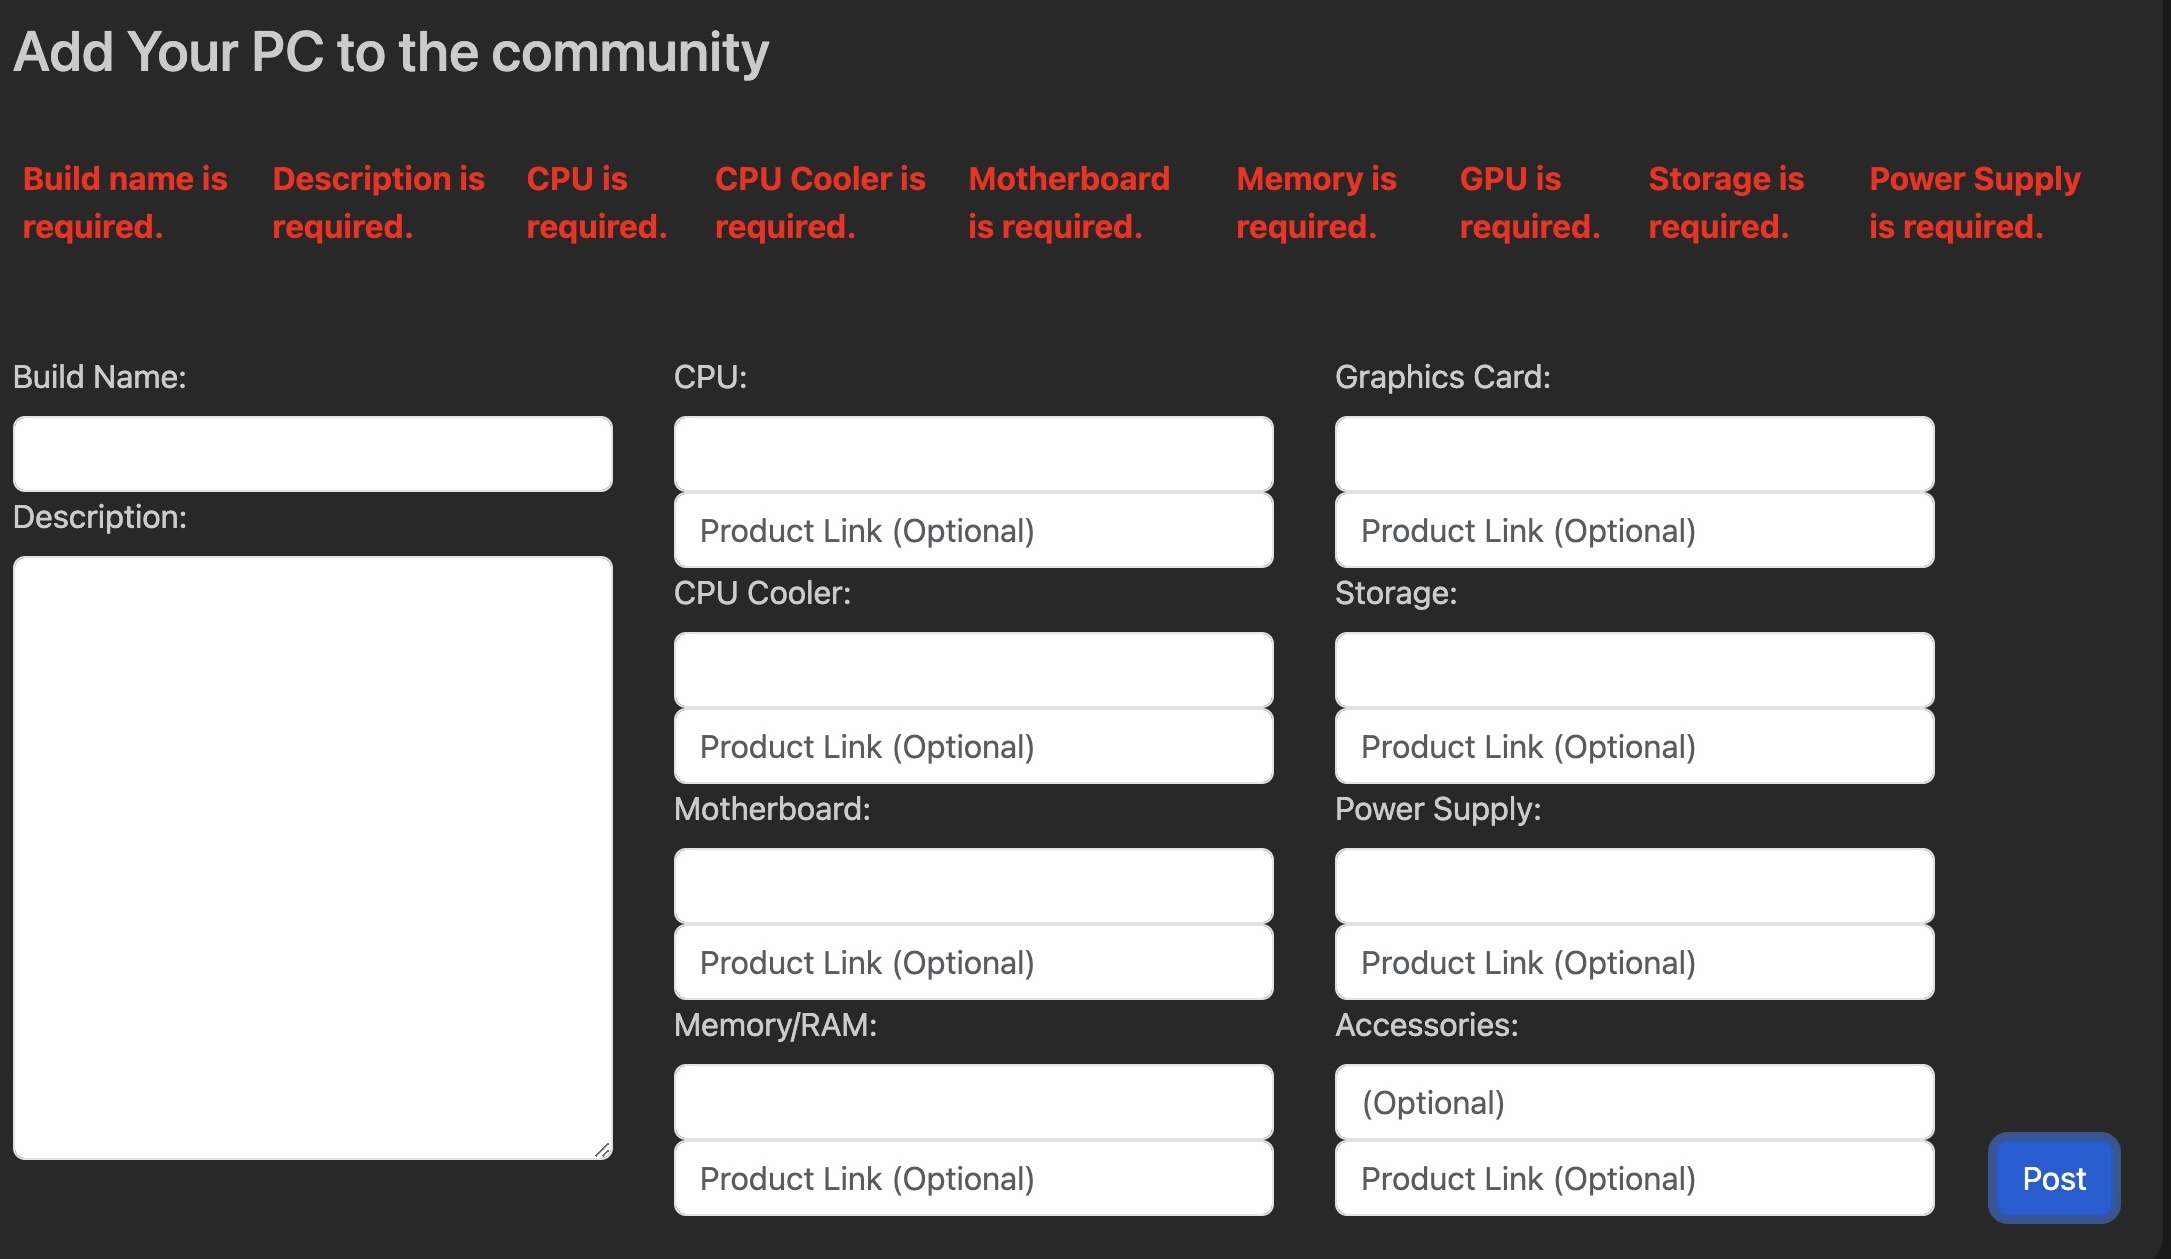 Add Your PC to the community
Build name is
required.
Description is
required.
CPU is
required.
CPU Cooler is
required.
Motherboard
is required.
Memory is
required.
GPU is
required.
Storage is
required.
Power Supply
is required.
Build Name:
Description:
CPU:
Product Link (Optional)
CPU Cooler:
Product Link (Optional)
Motherboard:
Product Link (Optional)
Memory/RAM:
Product Link (Optional)
Graphics Card:
Product Link (Optional)
Storage:
Product Link (Optional)
Power Supply:
Product Link (Optional)
Accessories:
(Optional)
Product Link (Optional)
Post